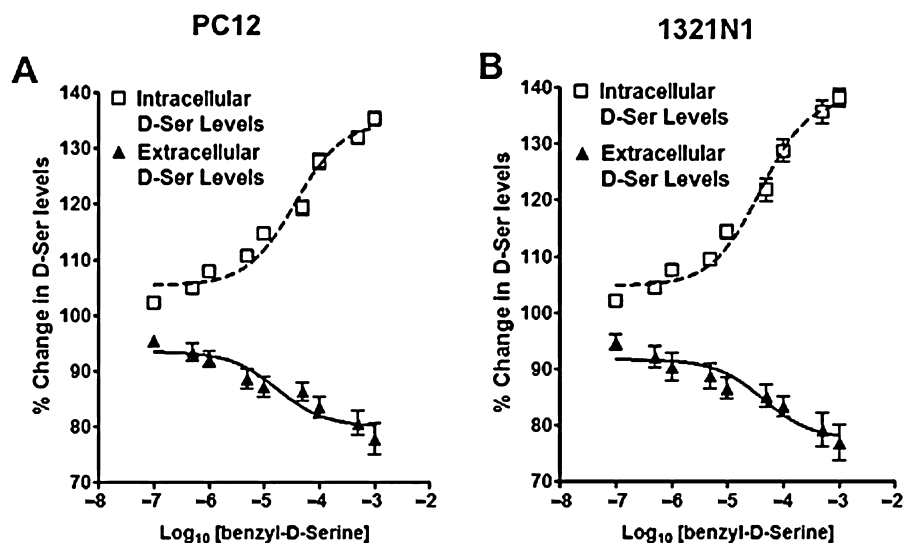 PC12
1321N1
A
B
Intracellular
D-Ser Levels
Extracellular
D-Ser Levels
% Change in D-Ser levels
140
130
120
110
100
90
80
70
–8
–7
–6
–5
–4
–3
–2
Log10 [benzyl-D-Serine]
Intracellular
D-Ser Levels
Extracellular
D-Ser Levels
% Change in D-Ser levels
140
130
120
110
100
90
80
70
–8
–7
–6
–5
–4
–3
–2
Log10 [benzyl-D-Serine]